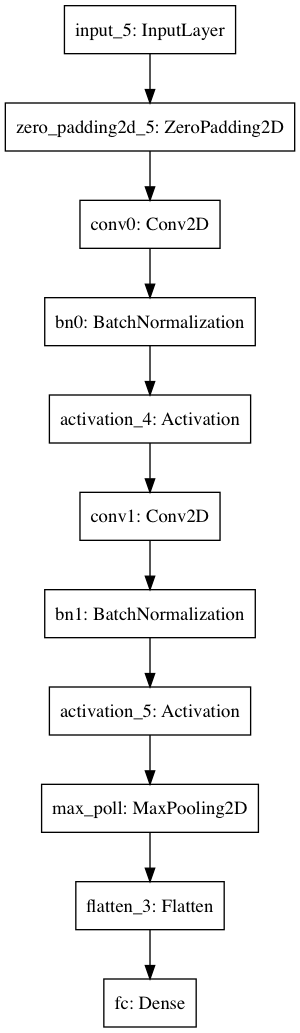 input_5: InputLayer
zero_padding2d_5: ZeroPadding2D
conv0: Conv2D
bn0: BatchNormalization
activation_4: Activation
conv1: Conv2D
bn1: BatchNormalization
activation_5: Activation
max_poll: MaxPooling2D
flatten_3: Flatten
fc: Dense